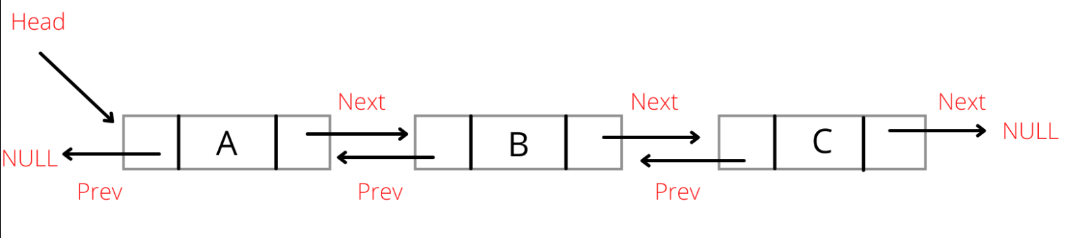 Head
Next
Next
Next
A
B
C
NULL
NULL
Prev
Prev
Prev